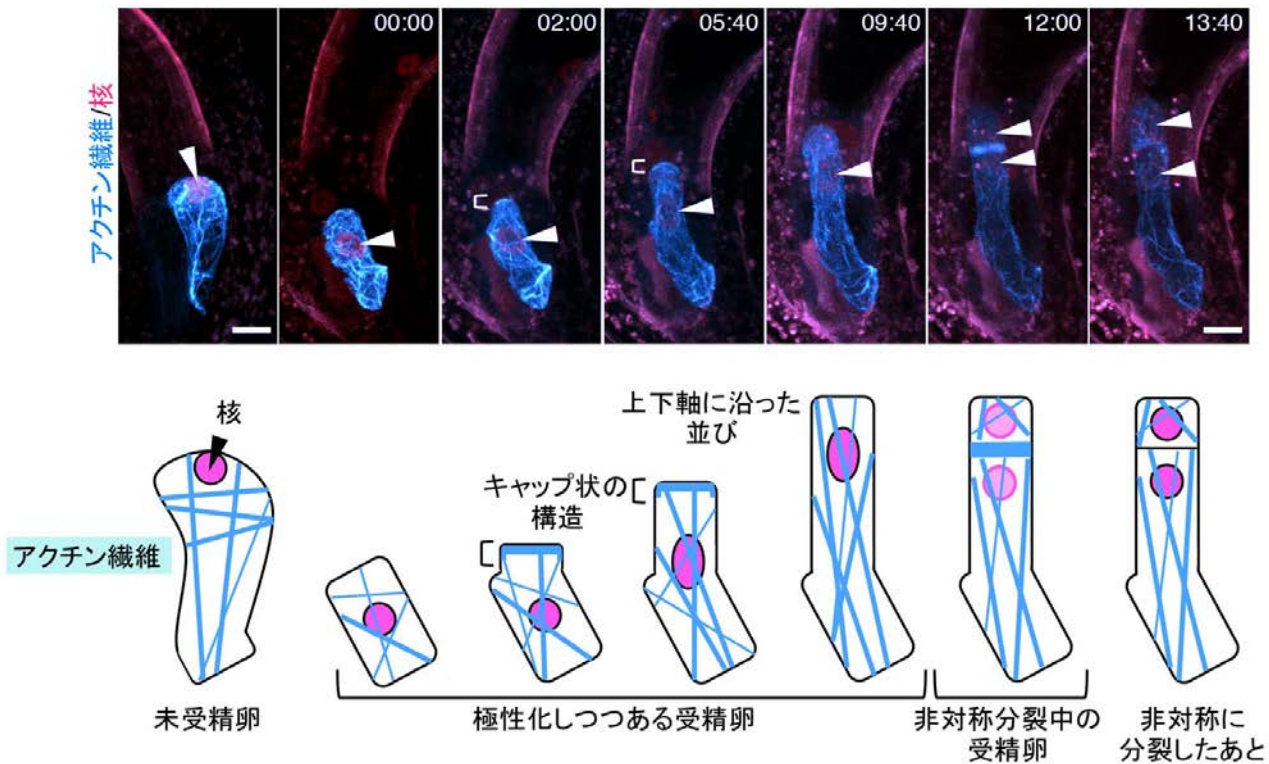 00:00
02:00
05:40
09:40
12:00
13:40
アクチン繊維/核
核
上下軸に沿った
並び
キャップ状の
構造
アクチン繊維
未受精卵
極性化しつつある受精卵
非対称分裂中の
受精卵
非対称に
分裂したあと